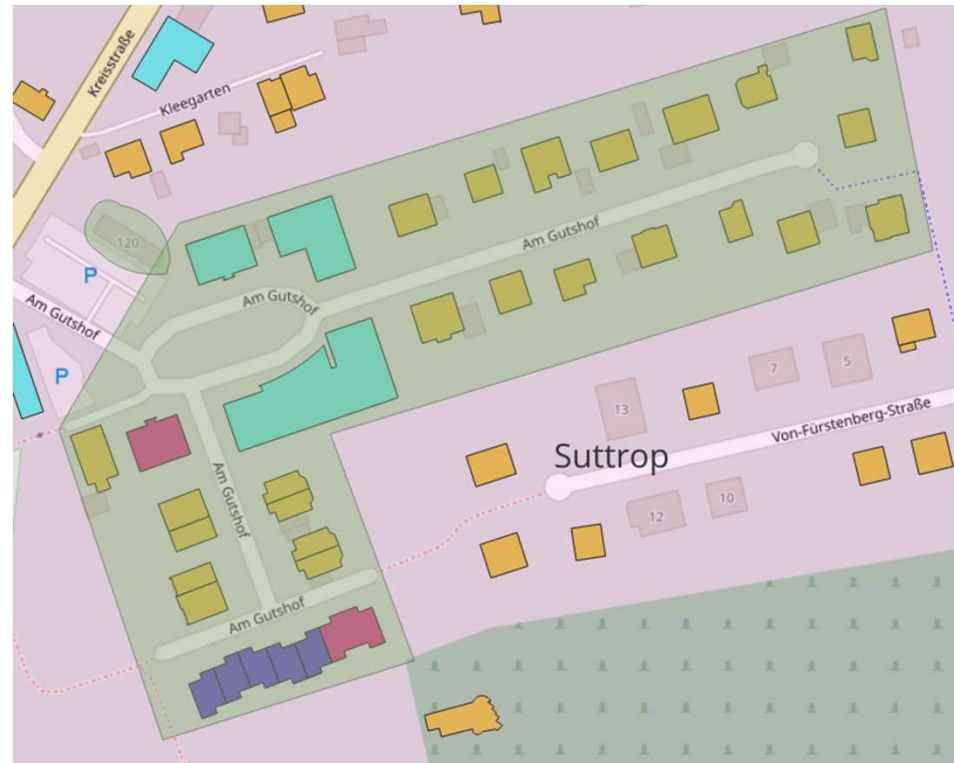 Kreisstraße
Kleegarten
120
P
Am Gutshof
Am Gutshof
Am Gutshof
P
Am Gutshof
Am Gutshof
7
5
13
Von-Fürstenberg-Straße
Suttrop
10
12